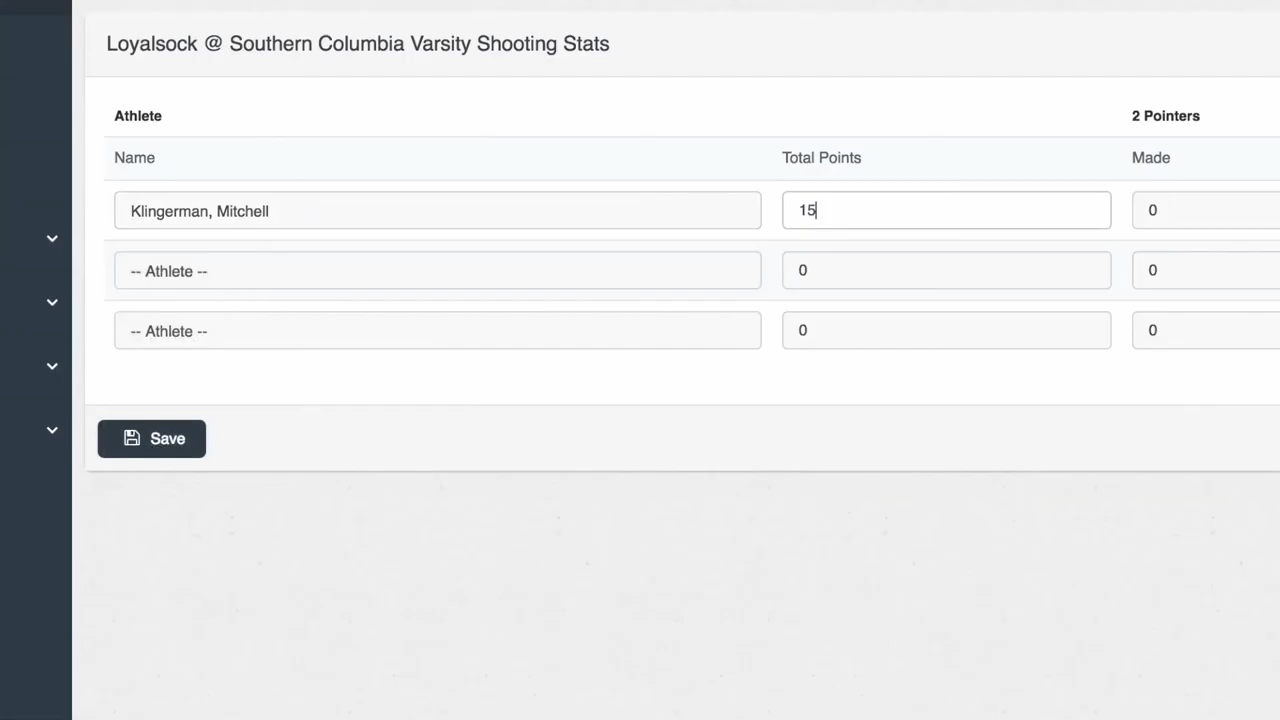 Loyalsock @ Southern Columbia Varsity Shooting Stats
Athlete 2 Pointers
Name Total Points Made
Klingerman, Mitchell 15 0
-- Athlete -- 0 0
-- Athlete -- 0 0
Save